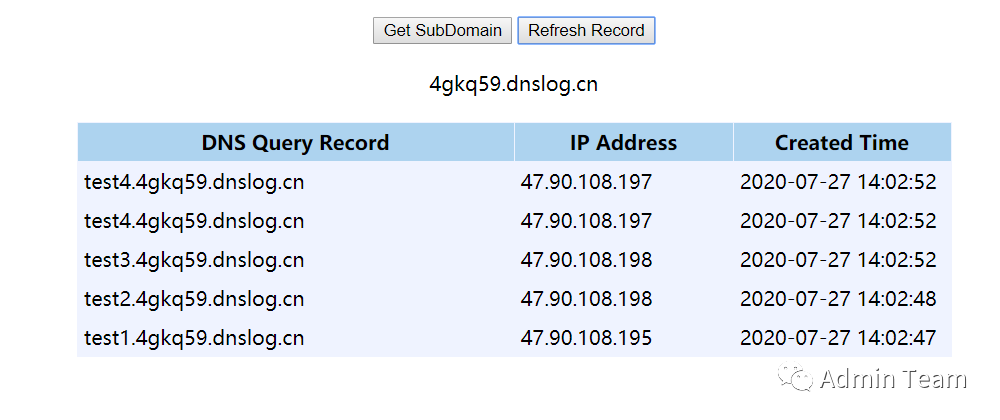 Get SubDomain Refresh Record
4gkq59.dnslog.cn
DNS Query Record IP Address Created Time
test4.4gkq59.dnslog.cn 47.90.108.197 2020-07-27 14:02:52
test4.4gkq59.dnslog.cn 47.90.108.197 2020-07-27 14:02:52
test3.4gkq59.dnslog.cn 47.90.108.198 2020-07-27 14:02:52
test2.4gkq59.dnslog.cn 47.90.108.198 2020-07-27 14:02:48
test1.4gkq59.dnslog.cn 47.90.108.195 2020-07-27 14:02:47
Admin Team